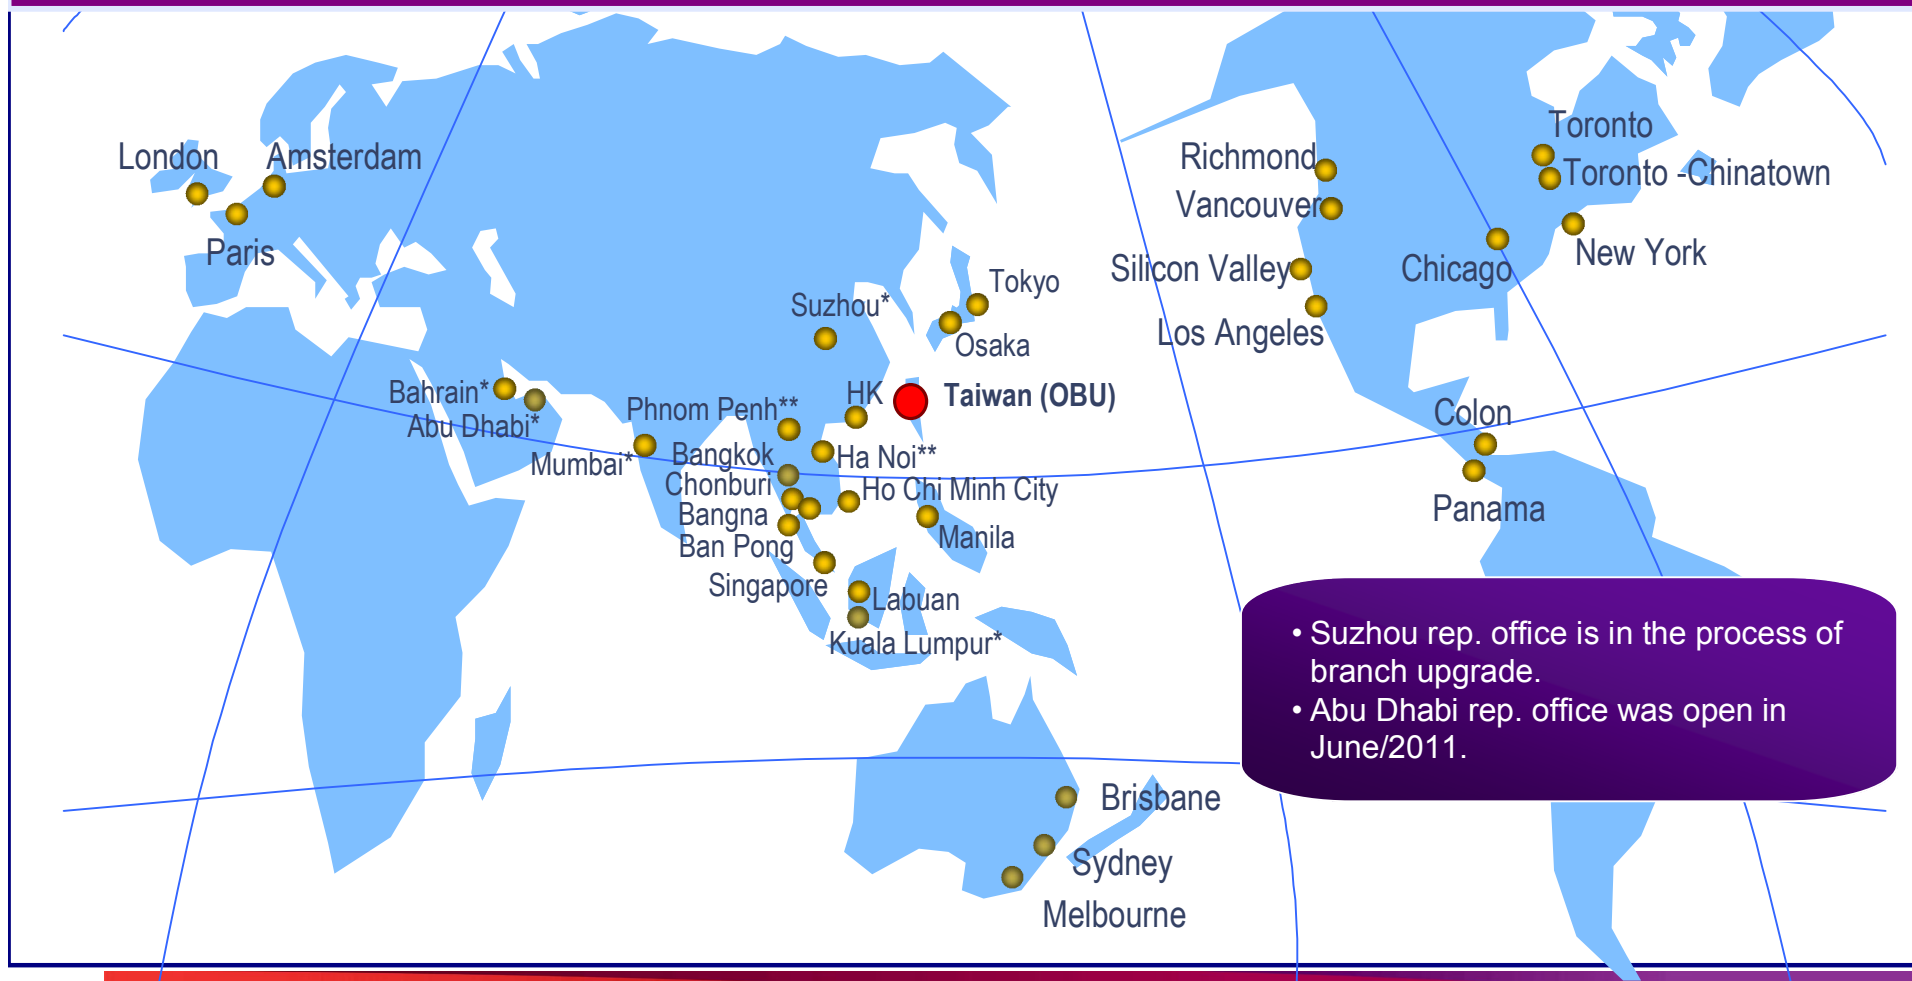 Toronto
London
Amsterdam
Richmond
Toronto -Chinatown
Vancouver
Paris
New York
Silicon Valley
Chicago
Tokyo
Suzhou*
Los Angeles
Osaka
Bahrain*
HK
Taiwan (OBU)
Phnom Penh**
Colon
Abu Dhabi*
Bangkok
Ha Noi**
Mumbai*
Chonburi
Ho Chi Minh City
Panama
Bangna
Manila
Ban Pong
Singapore
Labuan
Kuala Lumpur*
• Suzhou rep. office is in the process of
branch upgrade.
• Abu Dhabi rep. office was open in
June/2011.
Brisbane
Sydney
Melbourne